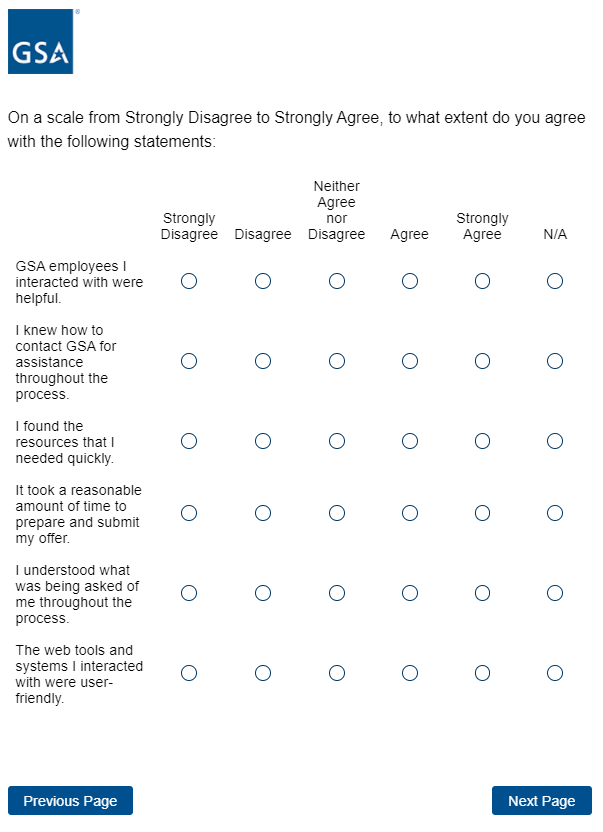 GSA®
On a scale from Strongly Disagree to Strongly Agree, to what extent do you agree
with the following statements:
Strongly
Disagree
Disagree
Neither
Agree
nor
Disagree
Agree
Strongly
Agree
N/A
GSA employees I
interacted with were
helpful.
I knew how to
contact GSA for
assistance
throughout the
process.
I found the
resources that I
needed quickly.
It took a reasonable
amount of time to
prepare and submit
my offer.
I understood what
was being asked of
me throughout the
process.
The web tools and
systems I interacted
with were user-
friendly.
Previous Page
Next Page